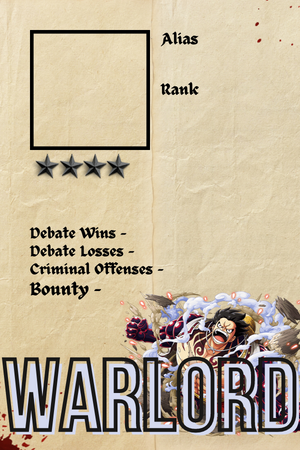 Alias
Rank
Debate Wins -
Debate Losses -
Criminal Offenses -
Bounty -
WARLORD